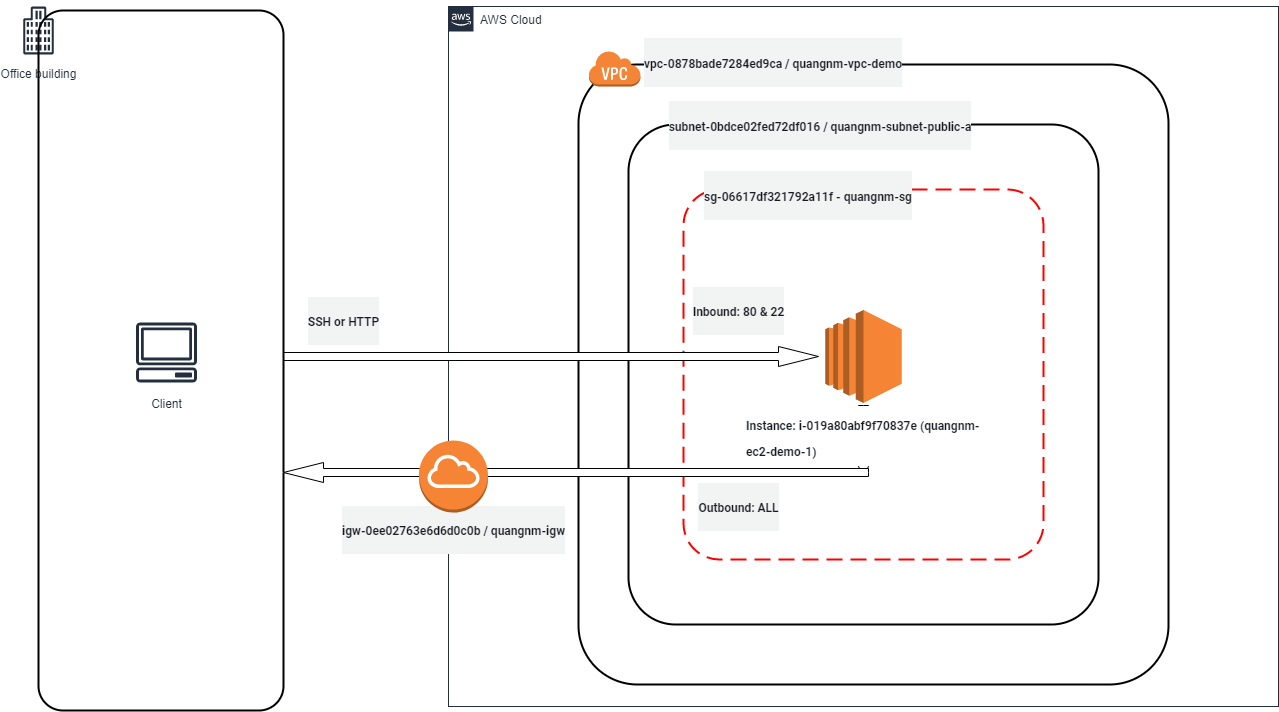 aws
AWS Cloud
Office building
VPC
vpc-0878bade7284ed9ca / quangnm-vpc-demo
subnet-0bdce02fed72df016 / quangnm-subnet-public-a
sg-06617df321792a11f - quangnm-sg
SSH or HTTP
Inbound: 80 & 22
Client
Instance: i-019a80abf9f70837e (quangnm-
ec2-demo-1)
Outbound: ALL
igw-0ee02763e6d6d0c0b / quangnm-igw